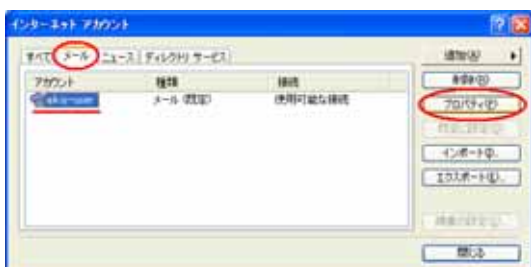 インターネット アカウント
すべて メール ニュース ディレクトリ サービス
追加(A)
アカウント 種類 接続
削除(R)
メール (既定) 使用可能な接続
プロパティ(P)
インポート(I)...
エクスポート(E)...
閉じる